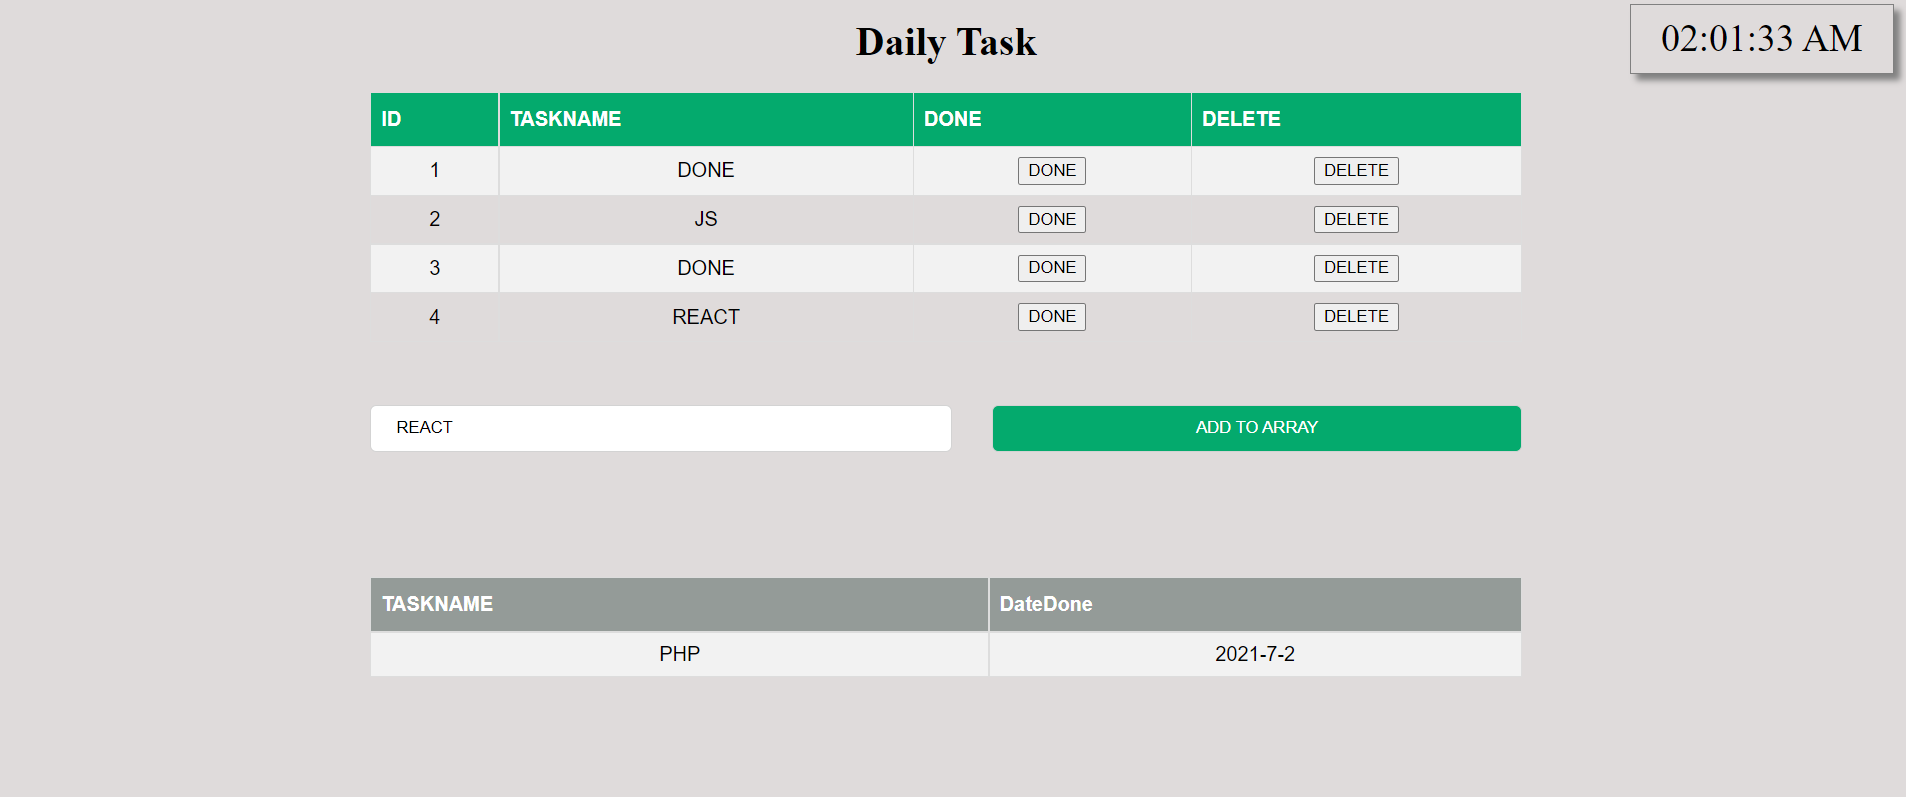 Daily Task
02:01:33 AM
ID TASKNAME DONE DELETE
1 DONE DONE DELETE
2 JS DONE DELETE
3 DONE DONE DELETE
4 REACT DONE DELETE
REACT ADD TO ARRAY
TASKNAME DateDone
PHP 2021-7-2